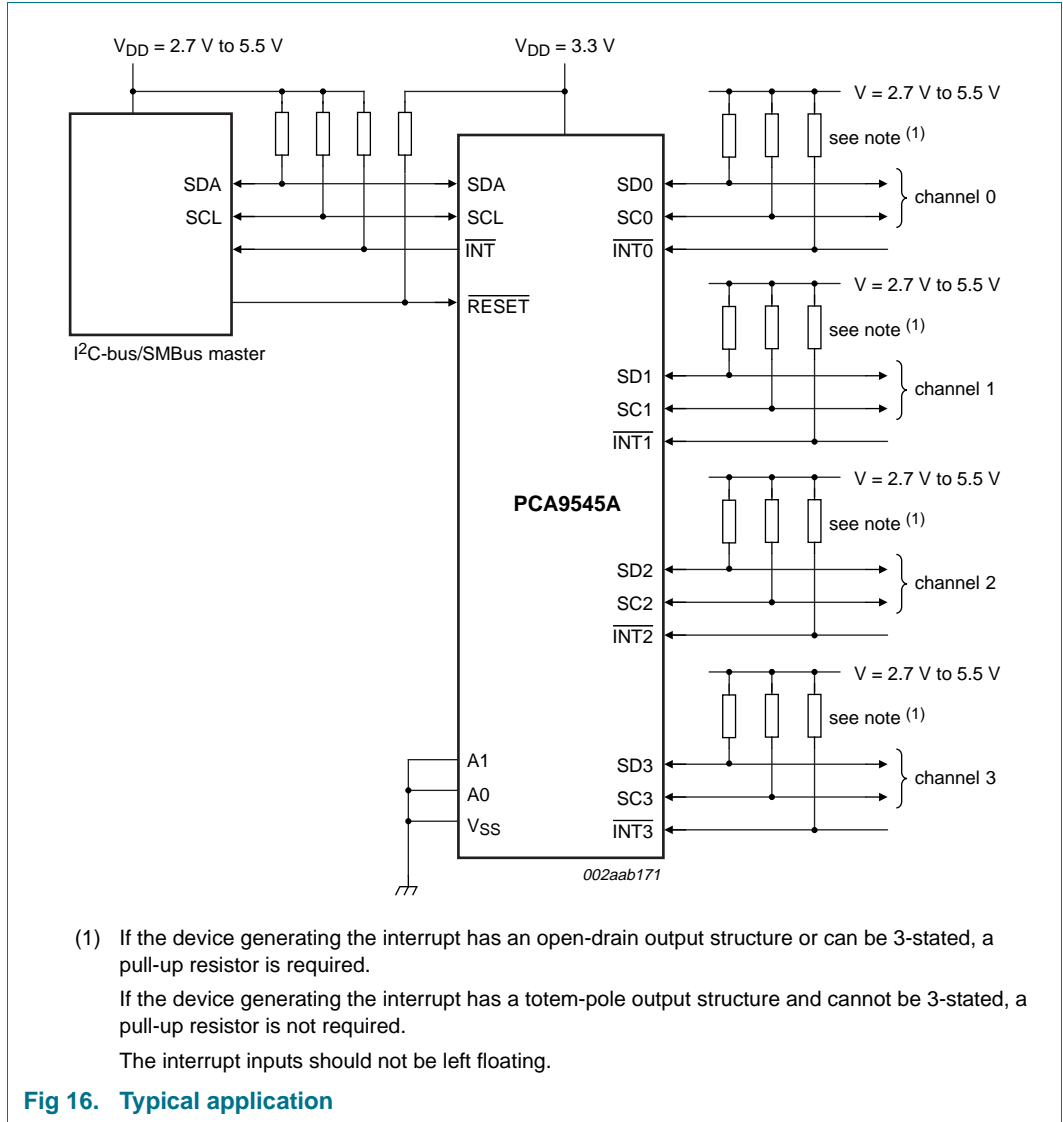 VDD = 2.7 V to 5.5 V
VDD = 3.3 V
V = 2.7 V to 5.5 V
see note (1)
SDA
SDA
SD0
channel 0
SCL
SCL
SC0
INT
INT0
RESET
V = 2.7 V to 5.5 V
see note (1)
I2C-bus/SMBus master
SD1
channel 1
SC1
INT1
V = 2.7 V to 5.5 V
PCA9545A
see note (1)
SD2
channel 2
SC2
INT2
V = 2.7 V to 5.5 V
see note (1)
A1
SD3
channel 3
A0
SC3
VSS
INT3
002aab171
(1) If the device generating the interrupt has an open-drain output structure or can be 3-stated, a
pull-up resistor is required.
If the device generating the interrupt has a totem-pole output structure and cannot be 3-stated, a
pull-up resistor is not required.
The interrupt inputs should not be left floating.
Fig 16. Typical application